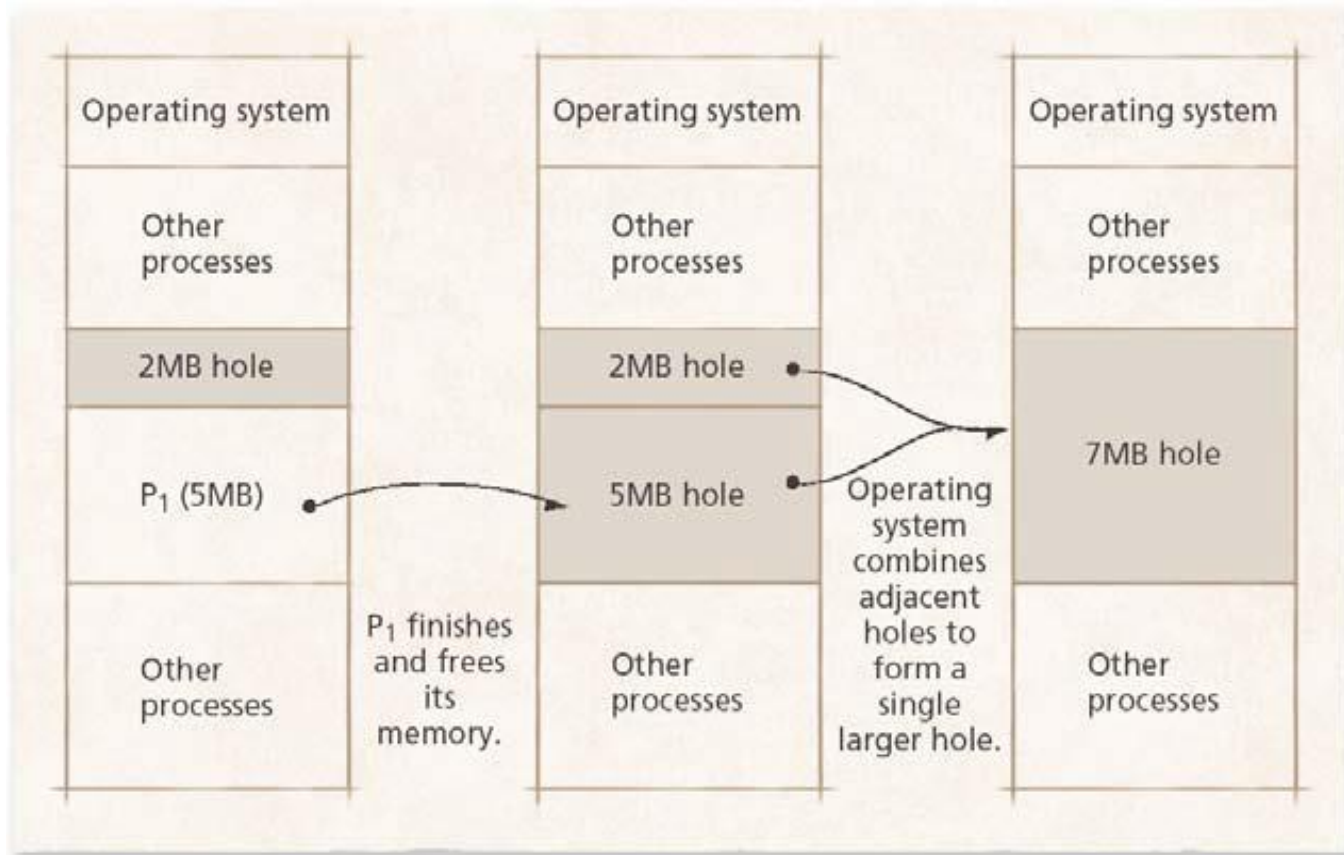 Operating system
Other
processes
2MB hole
P₁ (5MB)
Other
processes
P₁ finishes
and frees
its
memory.
Operating system
Other
processes
2MB hole
5MB hole
Other
processes
Operating
system
combines
adjacent
holes to
form a
single
larger hole.
Operating system
Other
processes
7MB hole
Other
processes